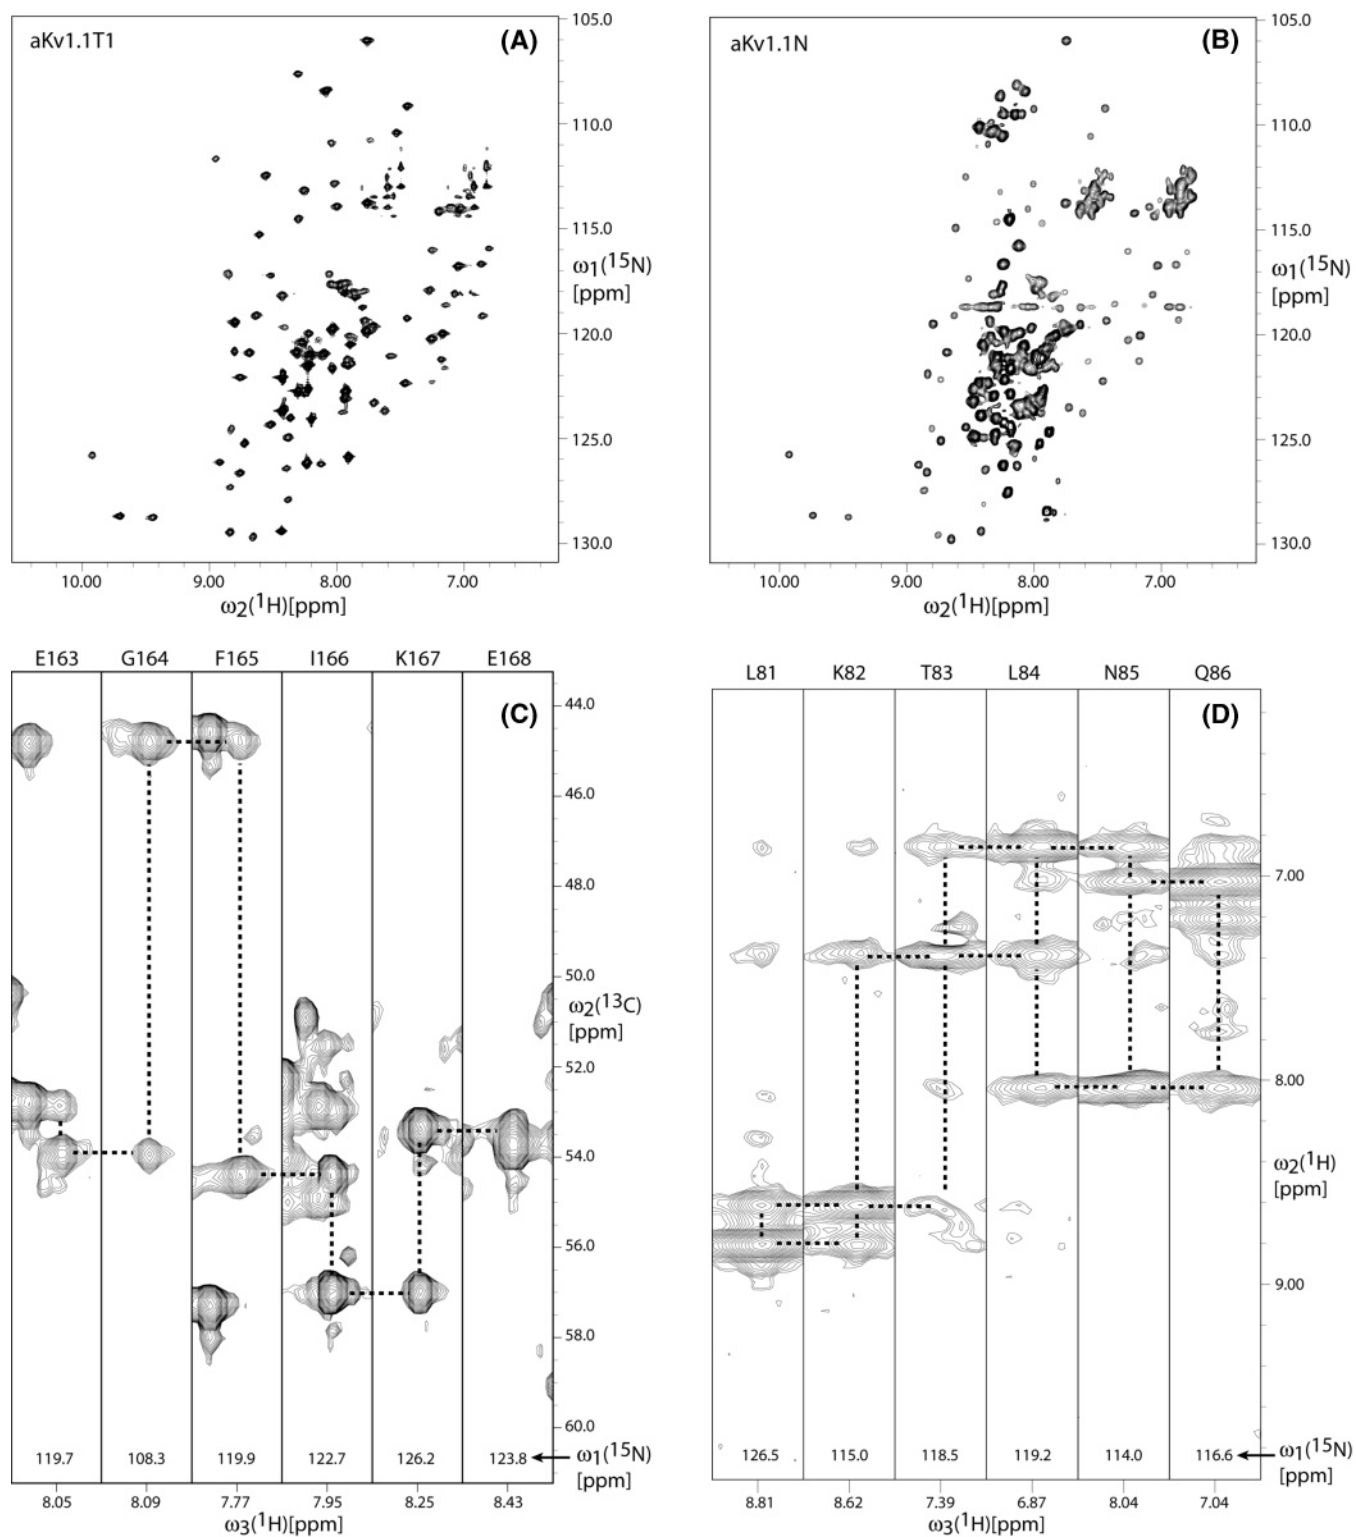 aKv1.1T1
(A)
105.0
110.0
115.0
ω1(15N)
[ppm]
120.0
125.0
130.0
10.00 9.00 8.00 7.00
ω2(1H)[ppm]
aKv1.1N
(B)
105.0
110.0
115.0
ω1(15N)
[ppm]
120.0
125.0
130.0
10.00 9.00 8.00 7.00
ω2(1H)[ppm]
E163 G164 F165 I166 K167 E168
(C)
44.0
46.0
48.0
50.0
ω2(13C)
[ppm]
52.0
54.0
56.0
58.0
60.0
119.7 108.3 119.9 122.7 126.2 123.8
ω1(15N)
[ppm]
8.05 8.09 7.77 7.95 8.25 8.43
ω3(1H)[ppm]
L81 K82 T83 L84 N85 Q86
(D)
7.00
8.00
ω2(1H)
[ppm]
9.00
126.5 115.0 118.5 119.2 114.0 116.6
ω1(15N)
[ppm]
8.81 8.62 7.39 6.87 8.04 7.04
ω3(1H)[ppm]